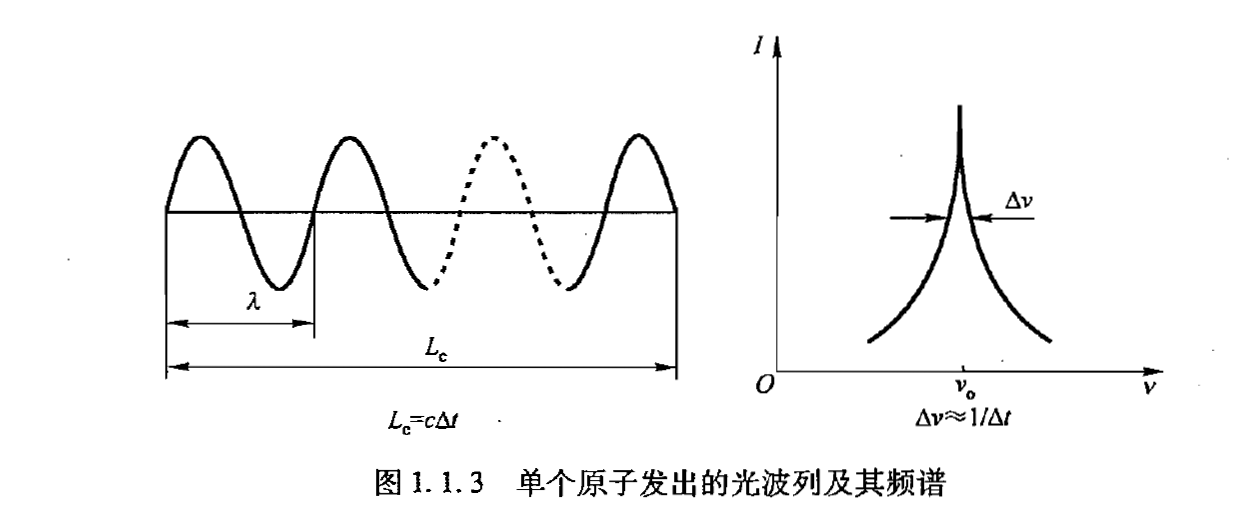 λ
L_c
L_c=cΔt
I
Δν
O
ν_0
ν
Δν≈1/Δt
图 1.1.3 单个原子发出的光波列及其频谱